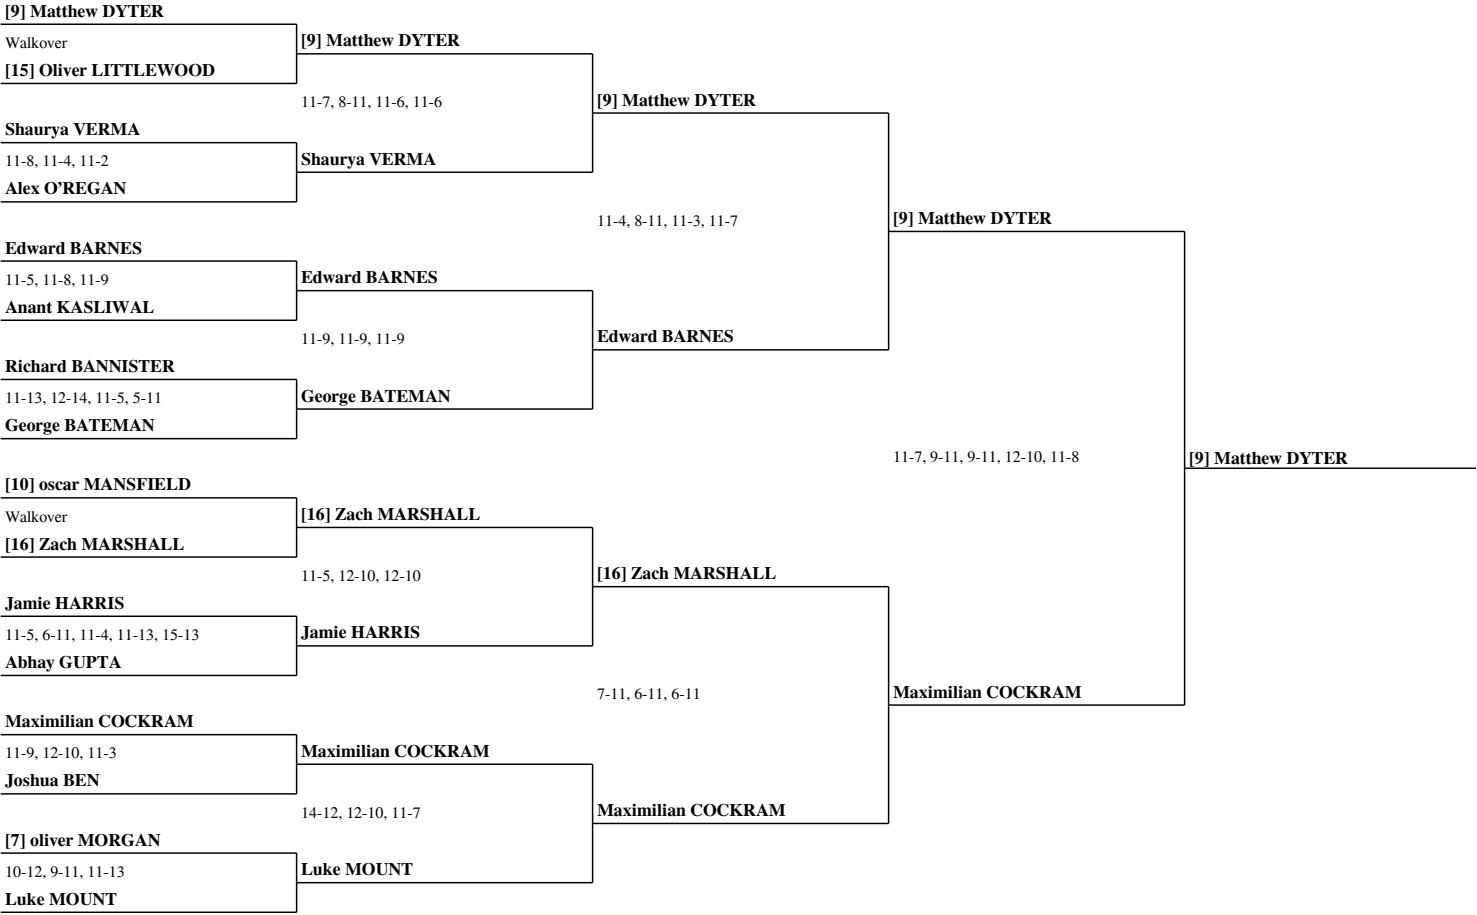 [9] Matthew DYTER
Walkover
[15] Oliver LITTLEWOOD
Shaurya VERMA
11-8, 11-4, 11-2
Alex O’REGAN
Edward BARNES
11-5, 11-8, 11-9
Anant KASLIWAL
Richard BANNISTER
11-13, 12-14, 11-5, 5-11
George BATEMAN
[10] oscar MANSFIELD
Walkover
[16] Zach MARSHALL
Jamie HARRIS
11-5, 6-11, 11-4, 11-13, 15-13
Abhay GUPTA
Maximilian COCKRAM
11-9, 12-10, 11-3
Joshua BEN
[7] oliver MORGAN
10-12, 9-11, 11-13
Luke MOUNT
[9] Matthew DYTER
11-7, 8-11, 11-6, 11-6
Shaurya VERMA
Edward BARNES
11-9, 11-9, 11-9
George BATEMAN
[16] Zach MARSHALL
11-5, 12-10, 12-10
Jamie HARRIS
Maximilian COCKRAM
14-12, 12-10, 11-7
Luke MOUNT
[9] Matthew DYTER
11-4, 8-11, 11-3, 11-7
Edward BARNES
[16] Zach MARSHALL
7-11, 6-11, 6-11
Maximilian COCKRAM
[9] Matthew DYTER
11-7, 9-11, 9-11, 12-10, 11-8
Maximilian COCKRAM
[9] Matthew DYTER